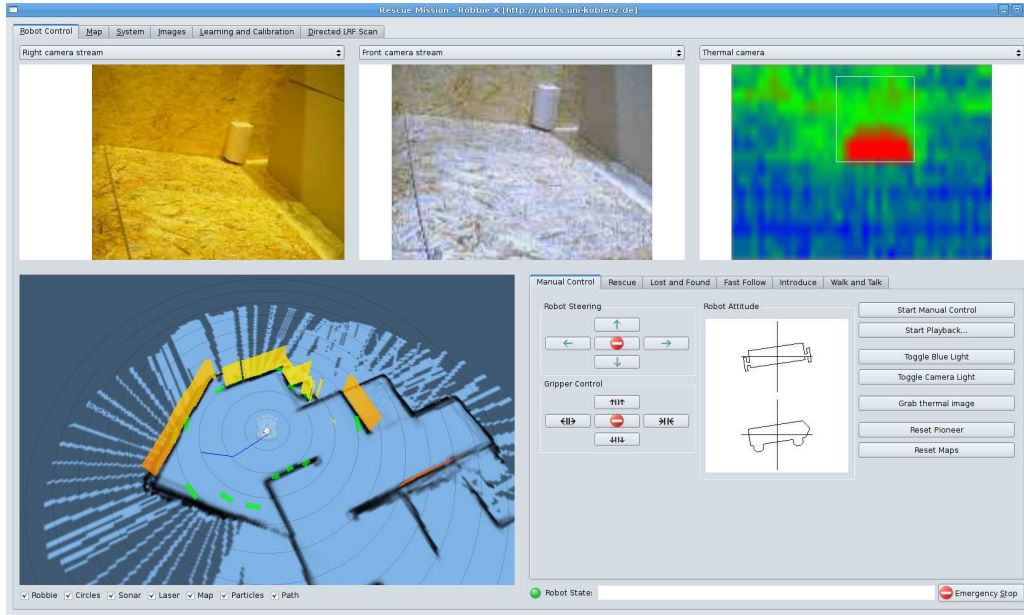 Rescue Mission - Robbie X [http://robots.uni-koblenz.de]
Robot Control Map System Images Learning and Calibration Directed LRF Scan
Right camera stream Front camera stream Thermal camera
Manual Control Rescue Lost and Found Fast Follow Introduce Walk and Talk
Robot Steering Robot Attitude
Start Manual Control
Start Playback...
Toggle Blue Light
Toggle Camera Light
Gripper Control
Grab thermal image
Reset Pioneer
Reset Maps
Robbie Circles Sonar Laser Map Particles Path
Robot State: Emergency Stop